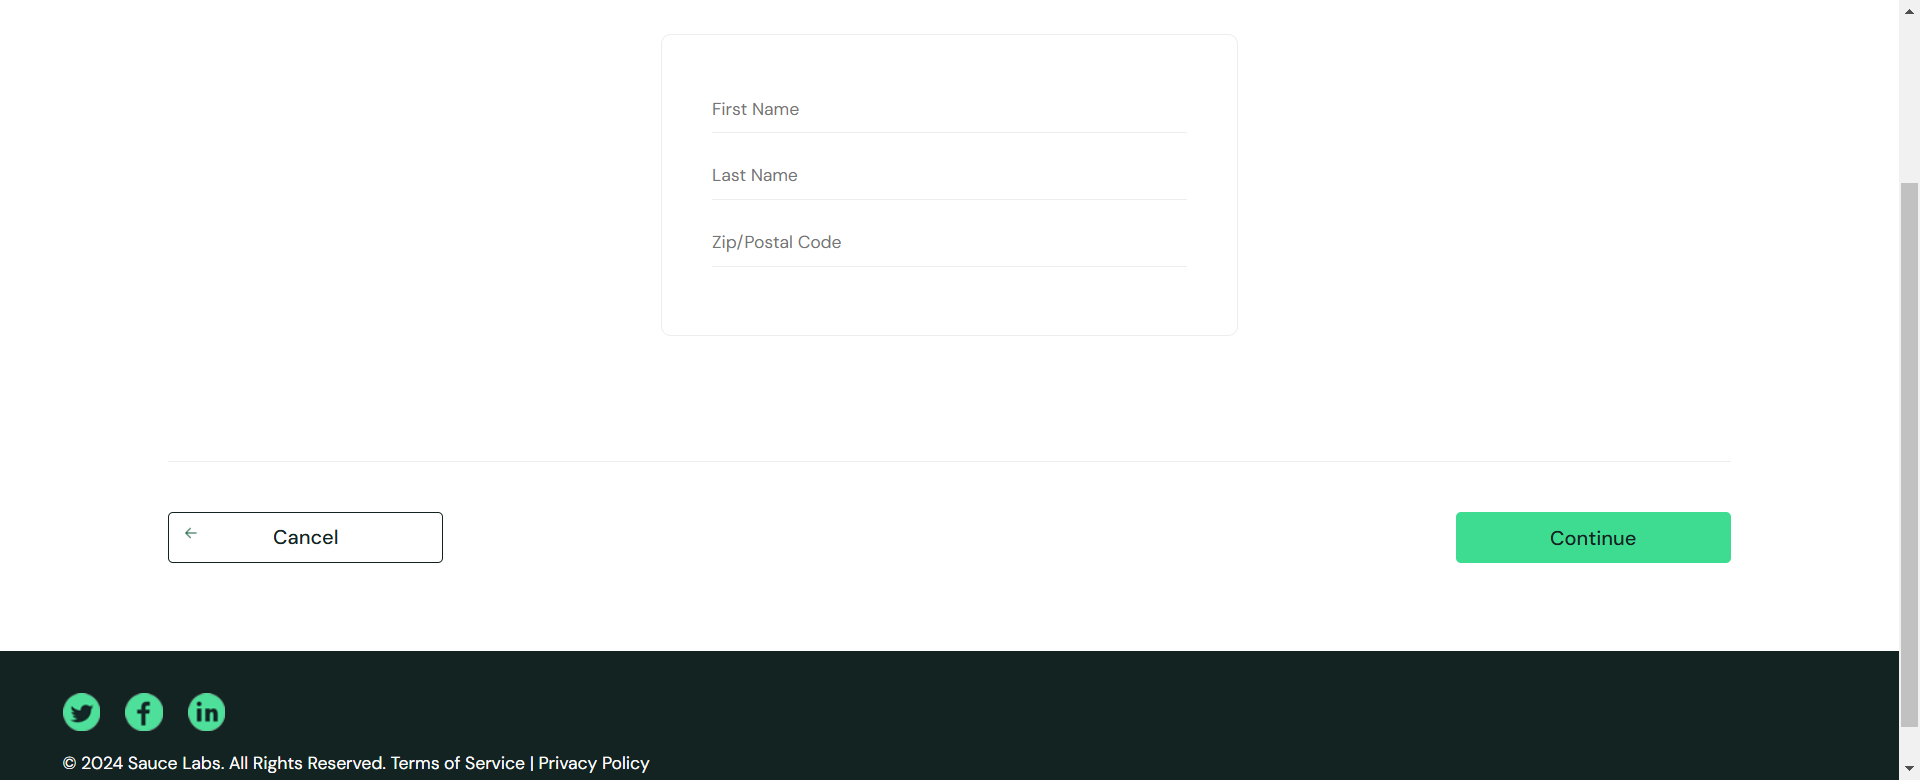 First Name
Last Name
Zip/Postal Code
Cancel
Continue
© 2024 Sauce Labs. All Rights Reserved. Terms of Service | Privacy Policy